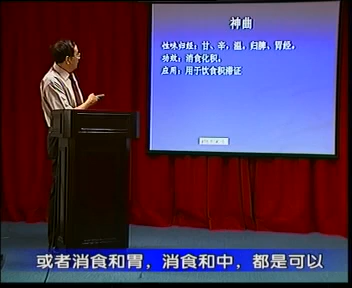 神曲
性味归经：甘、辛，温。归脾、胃经。
功效：消食化积。
应用：用于饮食积滞证
或者消食和胃，消食和中，都是可以